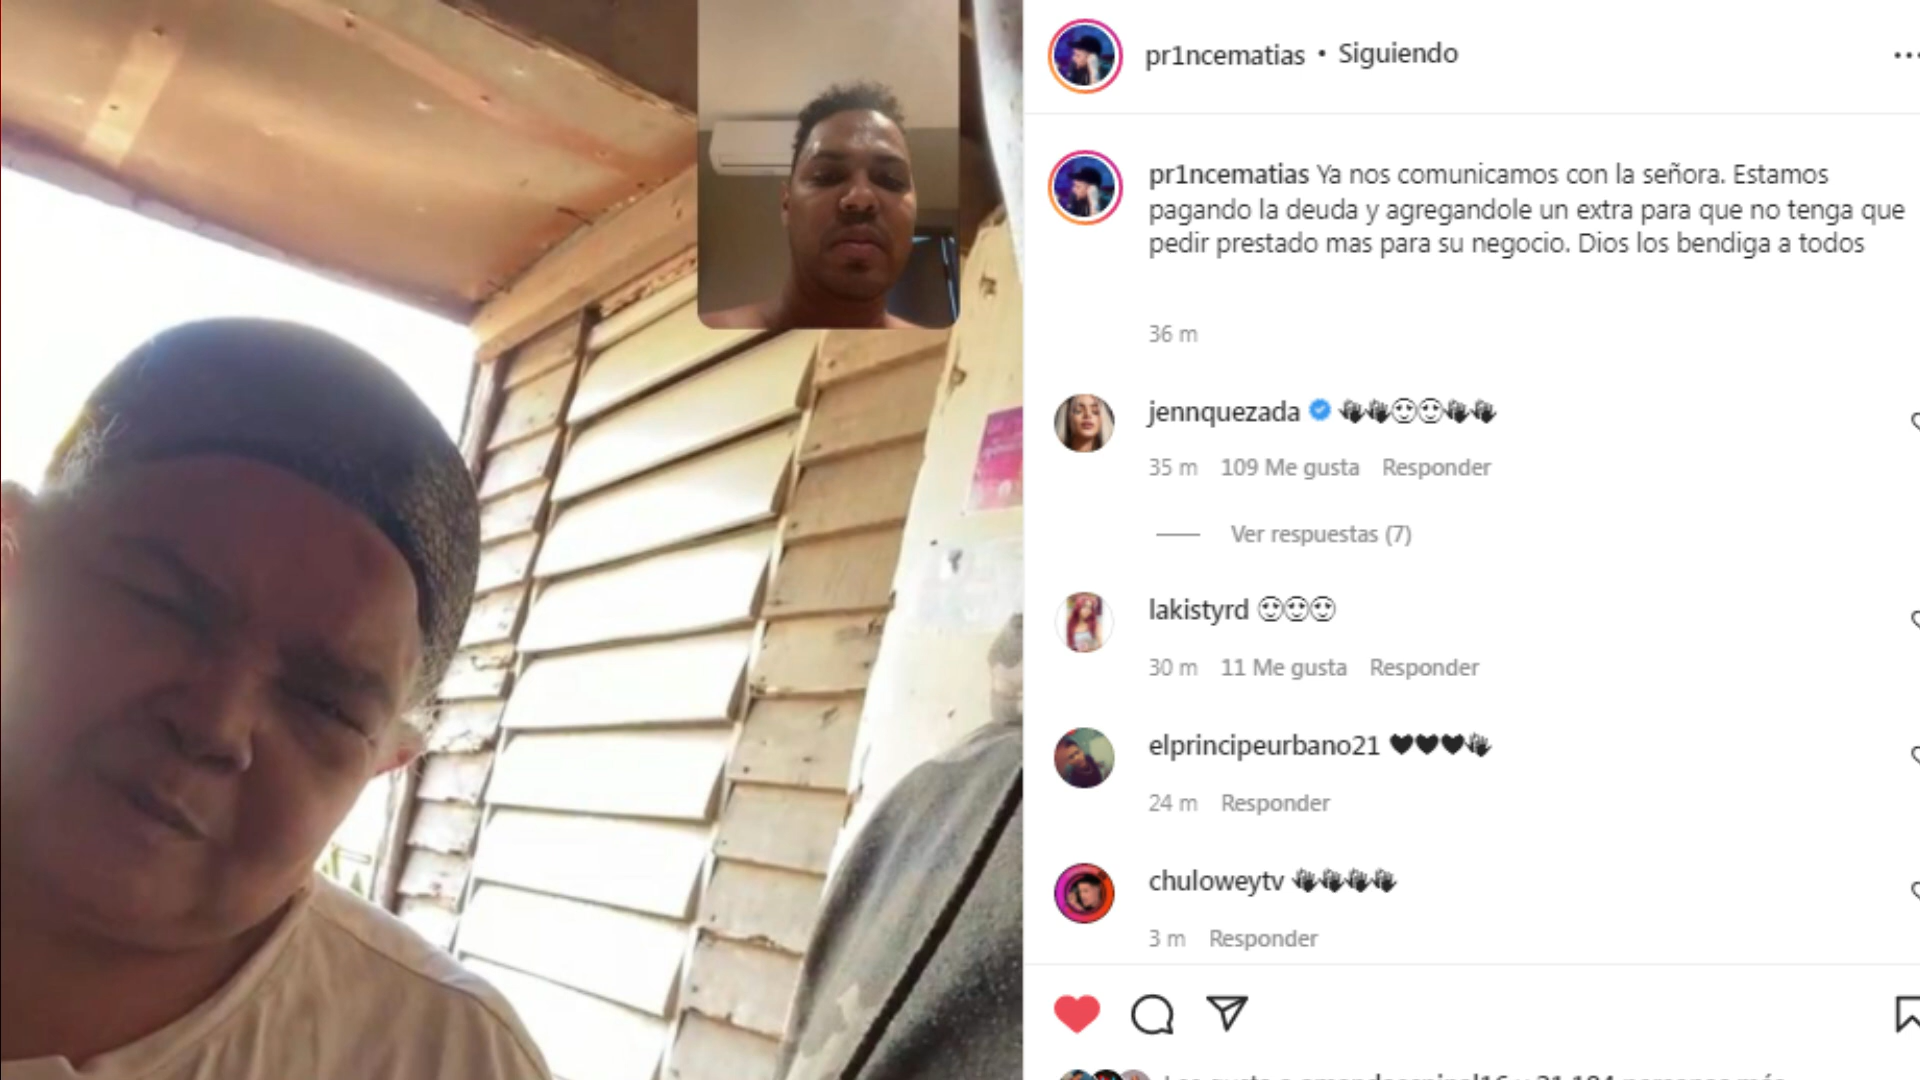 pr1ncematias • Siguiendo
pr1ncematias Ya nos comunicamos con la señora. Estamos
pagando la deuda y agregandole un extra para que no tenga que
pedir prestado mas para su negocio. Dios los bendiga a todos
36 m
jennquezada
35 m 109 Me gusta Responder
Ver respuestas (7)
lakistyrd
30 m 11 Me gusta Responder
elprincipeurbano21
24 m Responder
chuloweytv
3 m Responder